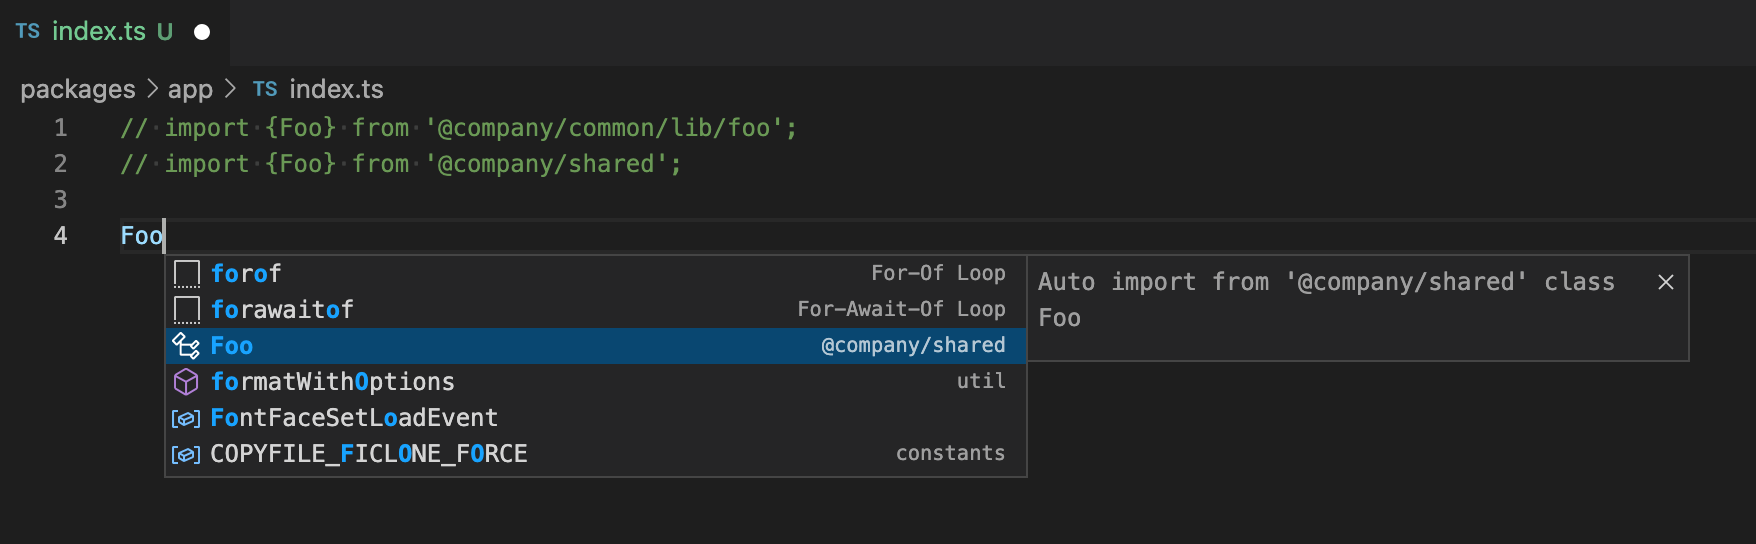 TS index.ts U
packages > app > TS index.ts
1 // import {Foo} from '@company/common/lib/foo';
2 // import {Foo} from '@company/shared';
3
4 Foo
forof For-Of Loop
forawaitof For-Await-Of Loop
Foo @company/shared
formatWithOptions util
FontFaceSetLoadEvent
COPYFILE_FICLONE_FORCE constants
Auto import from '@company/shared' class
Foo